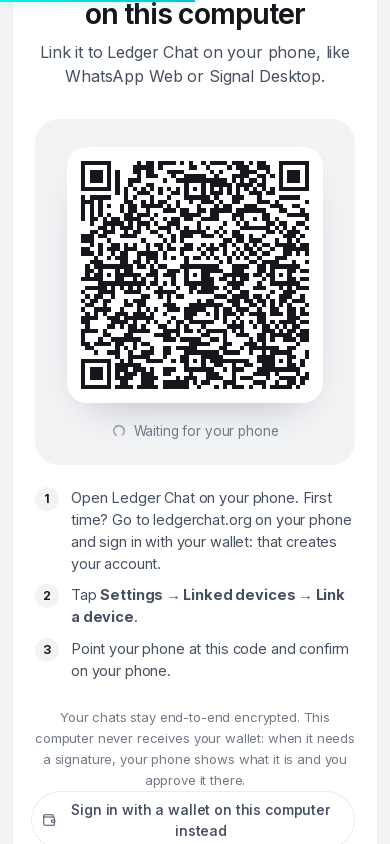 on this computer
Link it to Ledger Chat on your phone, like
WhatsApp Web or Signal Desktop.
Waiting for your phone
1 Open Ledger Chat on your phone. First
time? Go to ledgerchat.org on your phone
and sign in with your wallet: that creates
your account.
2 Tap Settings → Linked devices → Link
a device.
3 Point your phone at this code and confirm
on your phone.
Your chats stay end-to-end encrypted. This
computer never receives your wallet: when it needs
a signature, your phone shows what it is and you
approve it there.
Sign in with a wallet on this computer
instead